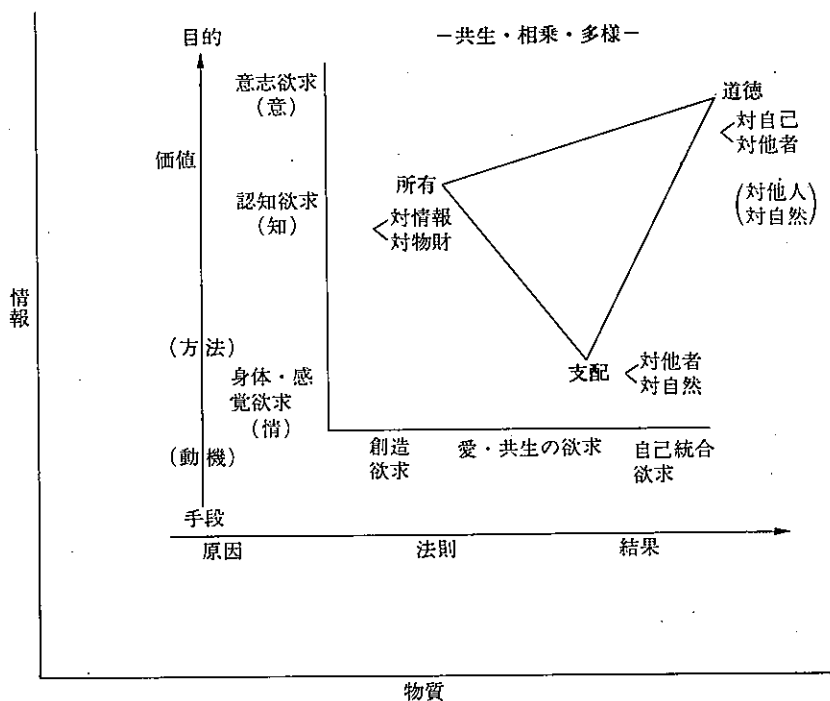 目的
－共生・相乗・多様－
意志欲求
(意)
道徳
対自己
対他者
価値
所有
認知欲求
(知)
対情報
対物財
(対他人
対自然)
情報
(方法)
身体・感
覚欲求
(情)
支配
対他者
対自然
(動機)
創造
欲求
愛・共生の欲求
自己統合
欲求
手段
原因
法則
結果
物質